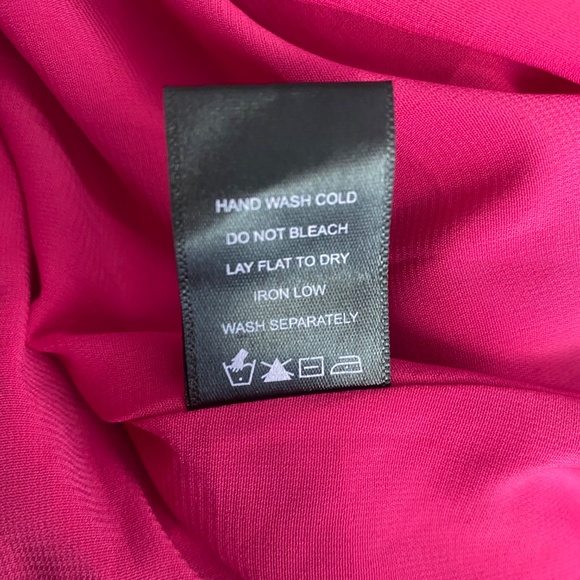 HAND WASH COLD
DO NOT BLEACH
LAY FLAT TO DRY
IRON LOW
WASH SEPARATELY